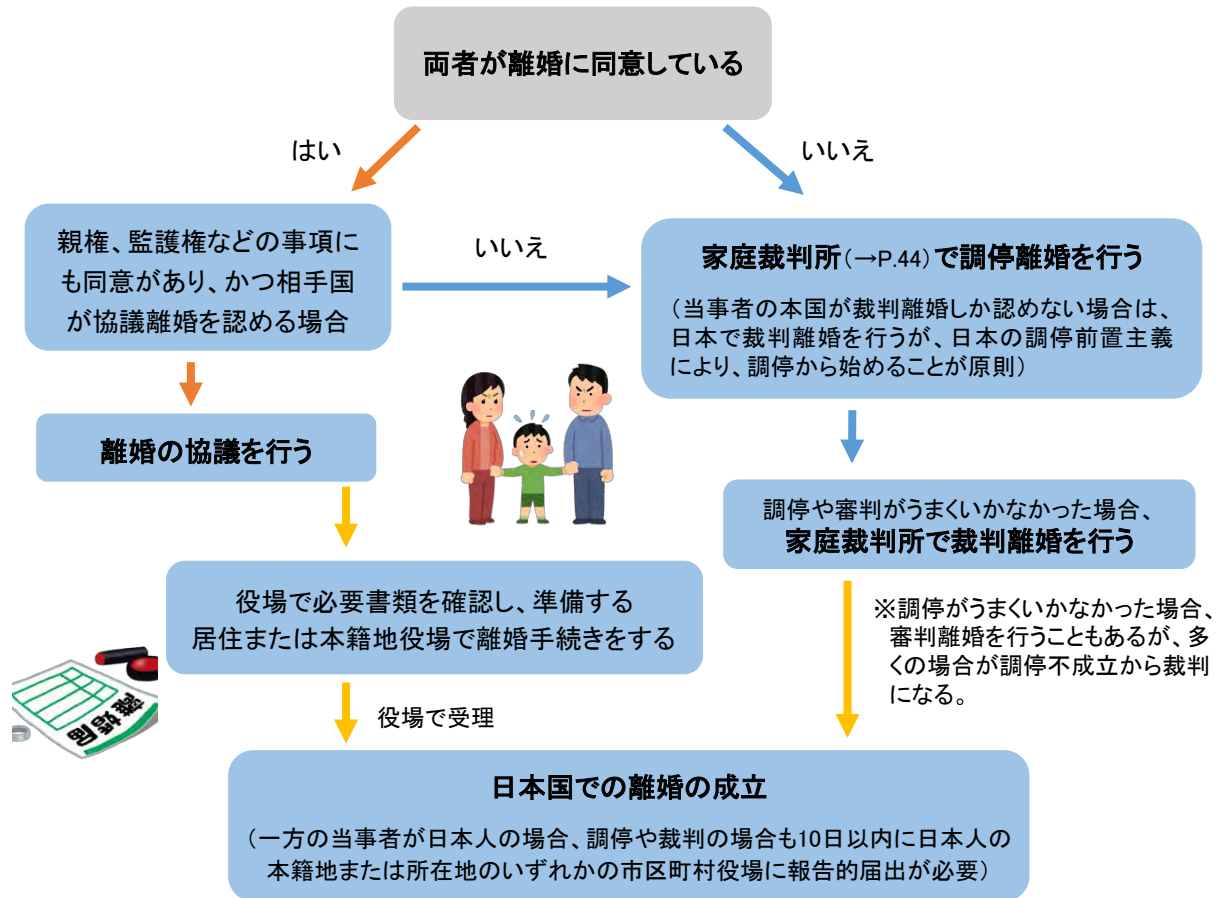 両者が離婚に同意している
はい
いいえ
親権、監護権などの事項に
も同意があり、かつ相手国
が協議離婚を認める場合
いいえ
家庭裁判所(→P.44)で調停離婚を行う
(当事者の本国が裁判離婚しか認めない場合は、
日本で裁判離婚を行うが、日本の調停前置主義
により、調停から始めることが原則)
離婚の協議を行う
調停や審判がうまくいかなかった場合、
家庭裁判所で裁判離婚を行う
役場で必要書類を確認し、準備する
居住または本籍地役場で離婚手続きをする
※調停がうまくいかなかった場合、
審判離婚を行うこともあるが、多
くの場合が調停不成立から裁判
になる。
離婚届
役場で受理
日本国での離婚の成立
(一方の当事者が日本人の場合、調停や裁判の場合も10日以内に日本人の
本籍地または所在地のいずれかの市区町村役場に報告的届出が必要)